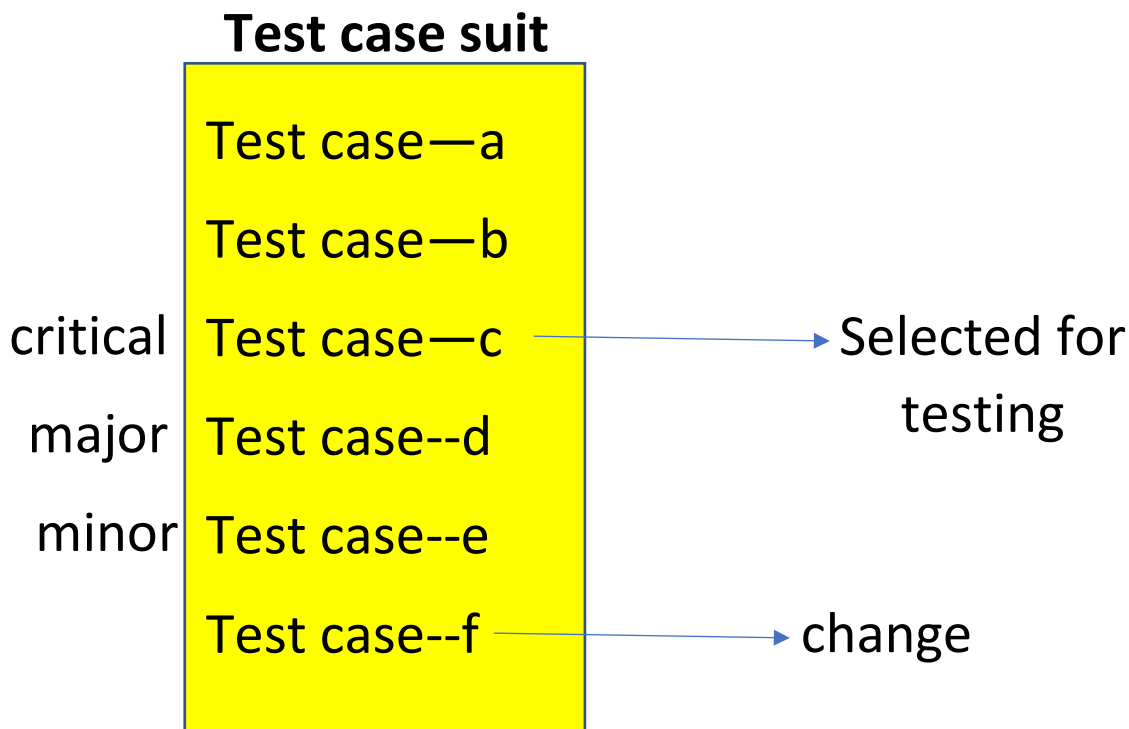 Test case suit
Test case—a
Test case—b
critical Test case—c Selected for
testing
major Test case--d
minor Test case--e
Test case--f change